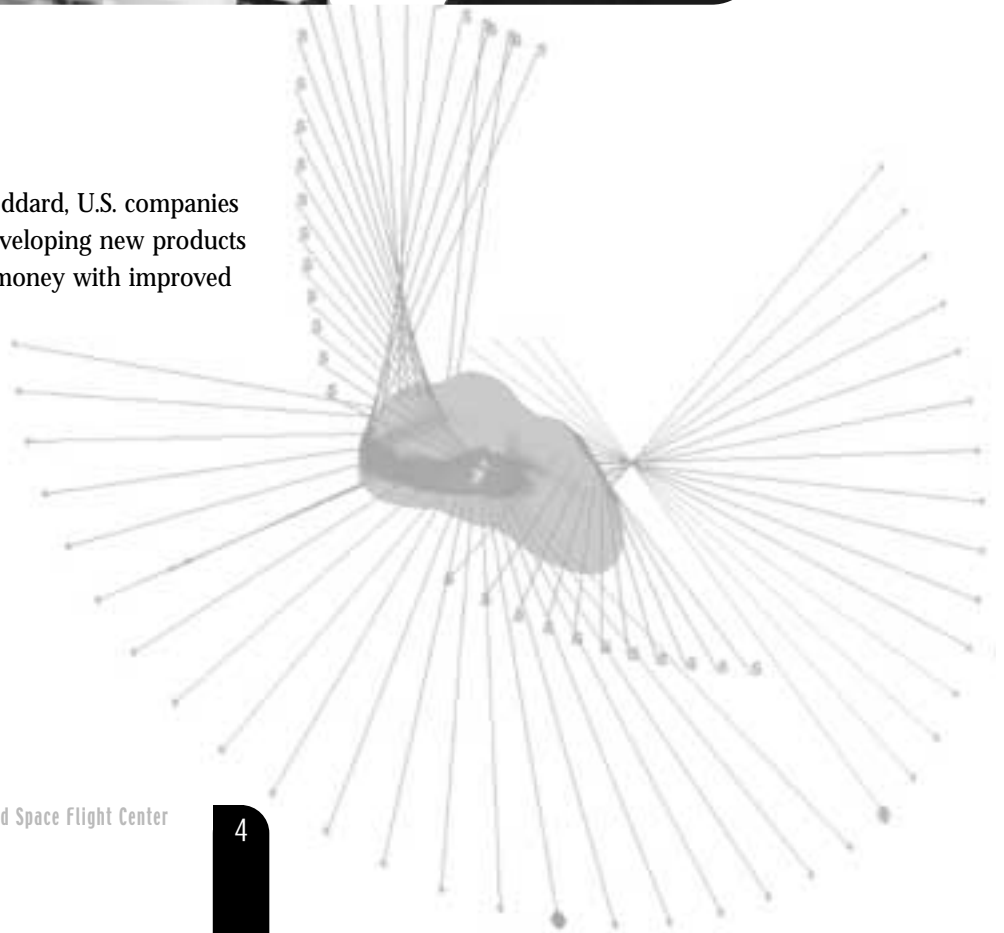 ddard, U.S. companies
veloping new products
money with improved
d Space Flight Center
4